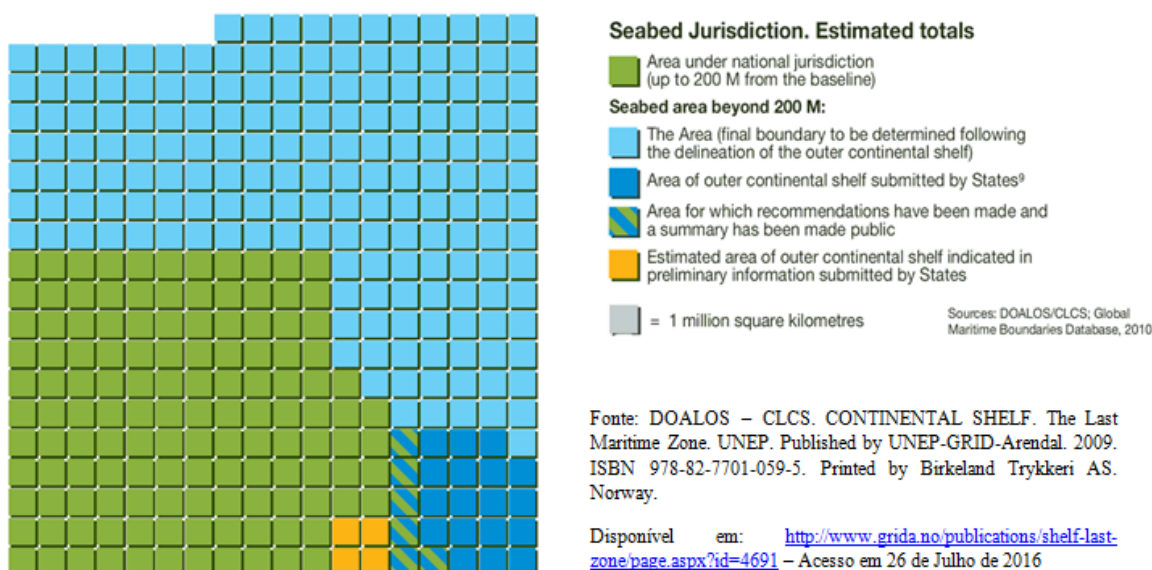 Seabed Jurisdiction. Estimated totals
Area under national jurisdiction
(up to 200 M from the baseline)
Seabed area beyond 200 M:
The Area (final boundary to be determined following
the delineation of the outer continental shelf)
Area of outer continental shelf submitted by States⁹
Area for which recommendations have been made and
a summary has been made public
Estimated area of outer continental shelf indicated in
preliminary information submitted by States
= 1 million square kilometres
Sources: DOALOS/CLCS; Global
Maritime Boundaries Database, 2010
Fonte: DOALOS – CLCS. CONTINENTAL SHELF. The Last
Maritime Zone. UNEP. Published by UNEP-GRID-Arendal. 2009.
ISBN 978-82-7701-059-5. Printed by Birkeland Trykkeri AS.
Norway.
Disponível em: http://www.grida.no/publications/shelf-last-
zone/page.aspx?id=4691 – Acesso em 26 de Julho de 2016